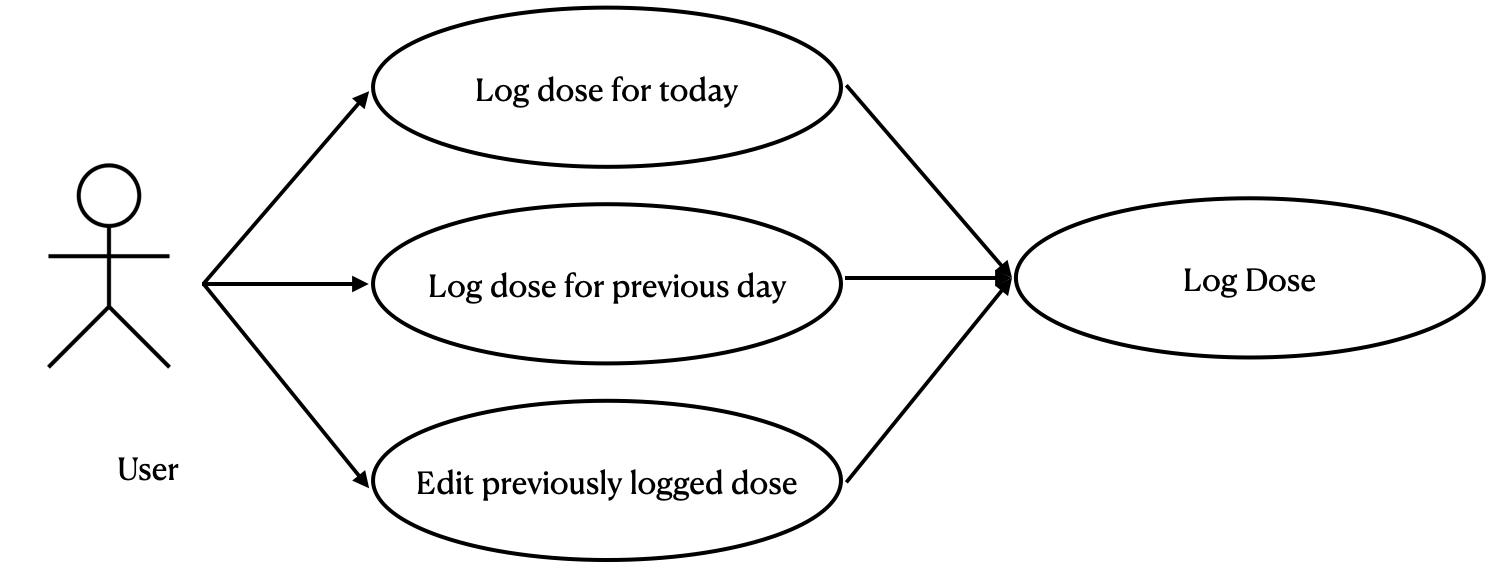 Log dose for today
Log dose for previous day
Log Dose
User
Edit previously logged dose